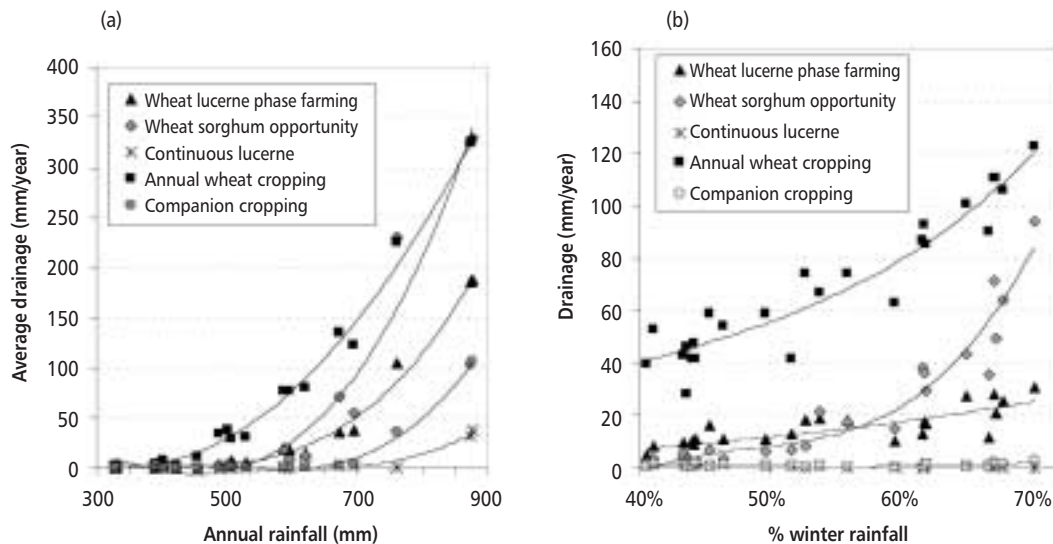 (a)
400
350
300
250
200
150
100
50
0
Average drainage (mm/year)
Wheat lucerne phase farming
Wheat sorghum opportunity
Continuous lucerne
Annual wheat cropping
Companion cropping
300
500
700
900
Annual rainfall (mm)
(b)
160
140
120
100
80
60
40
20
0
Drainage (mm/year)
Wheat lucerne phase farming
Wheat sorghum opportunity
Continuous lucerne
Annual wheat cropping
Companion cropping
40%
50%
60%
70%
% winter rainfall